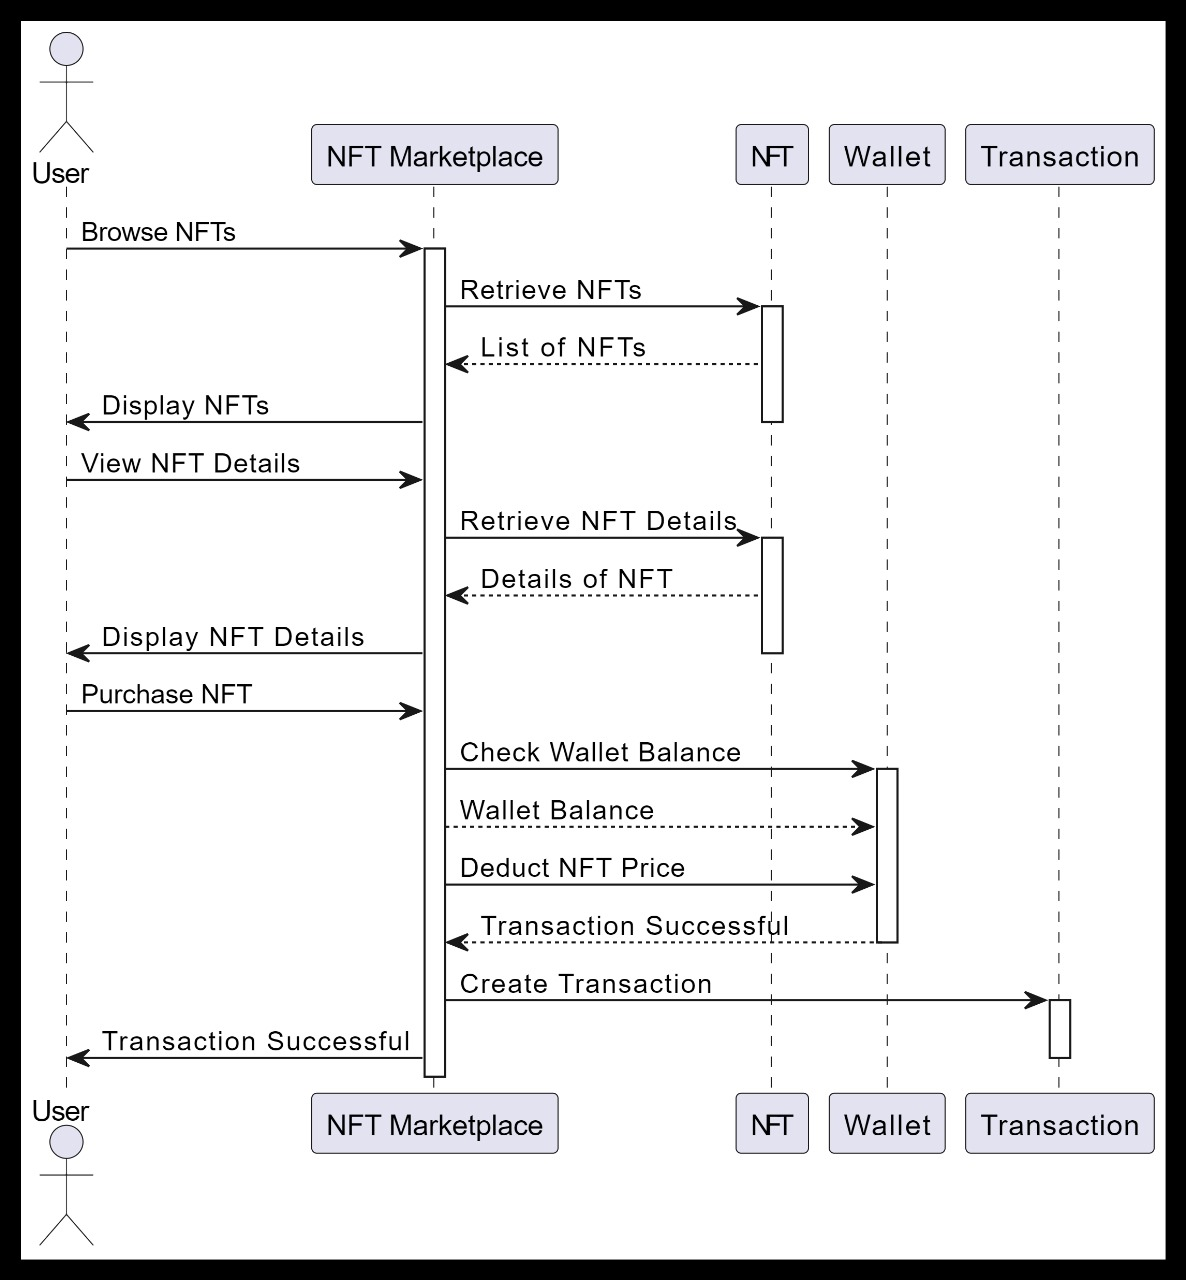 User
NFT Marketplace
NFT
Wallet
Transaction
Browse NFTs
Retrieve NFTs
List of NFTs
Display NFTs
View NFT Details
Retrieve NFT Details
Details of NFT
Display NFT Details
Purchase NFT
Check Wallet Balance
Wallet Balance
Deduct NFT Price
Transaction Successful
Create Transaction
Transaction Successful
User
NFT Marketplace
NFT
Wallet
Transaction